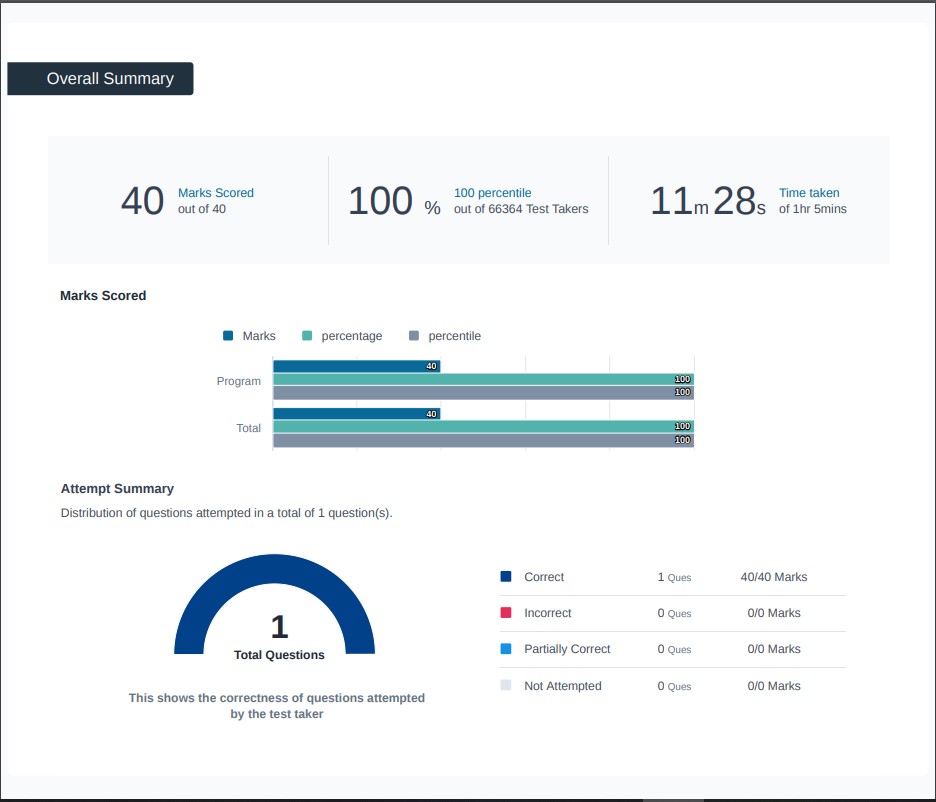 Overall Summary
40 Marks Scored out of 40
100 % 100 percentile out of 66364 Test Takers
11m 28s Time taken of 1hr 5mins
Marks Scored
Marks percentage percentile
Program 40 100 100
Total 40 100 100
Attempt Summary
Distribution of questions attempted in a total of 1 question(s).
1
Total Questions
This shows the correctness of questions attempted
by the test taker
Correct 1 Ques 40/40 Marks
Incorrect 0 Ques 0/0 Marks
Partially Correct 0 Ques 0/0 Marks
Not Attempted 0 Ques 0/0 Marks